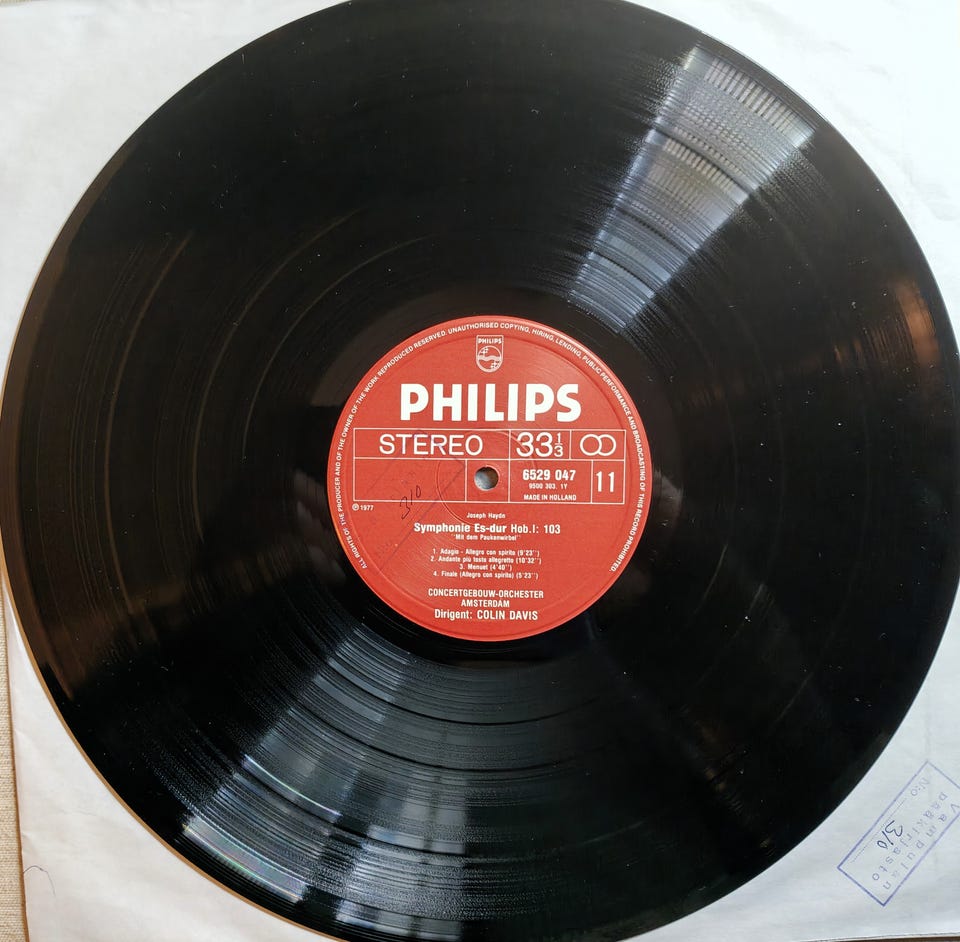 ALL RIGHTS OF THE PRODUCER AND OF THE OWNER OF THE WORK REPRODUCED RESERVED. UNAUTHORISED COPYING, HIRING, LENDING, PUBLIC PERFORMANCE AND BROADCASTING OF THIS RECORD PROHIBITED.
PHILIPS
PHILIPS
STEREO 33 1/3
6529 047
9500 303. 1Y
MADE IN HOLLAND
11
℗ 1977
310
Joseph Haydn
Symphonie Es-dur Hob.I: 103
"Mit dem Paukenwirbel"
1. Adagio - Allegro con spirito (9'23")
2. Andante più tosto allegretto (10'32")
3. Menuet (4'40")
4. Finale (Allegro con spirito) (5'23")
CONCERTGEBOUW-ORCHESTER
AMSTERDAM
Dirigent: COLIN DAVIS
Vampulan
pääkirjasto
N:o 310